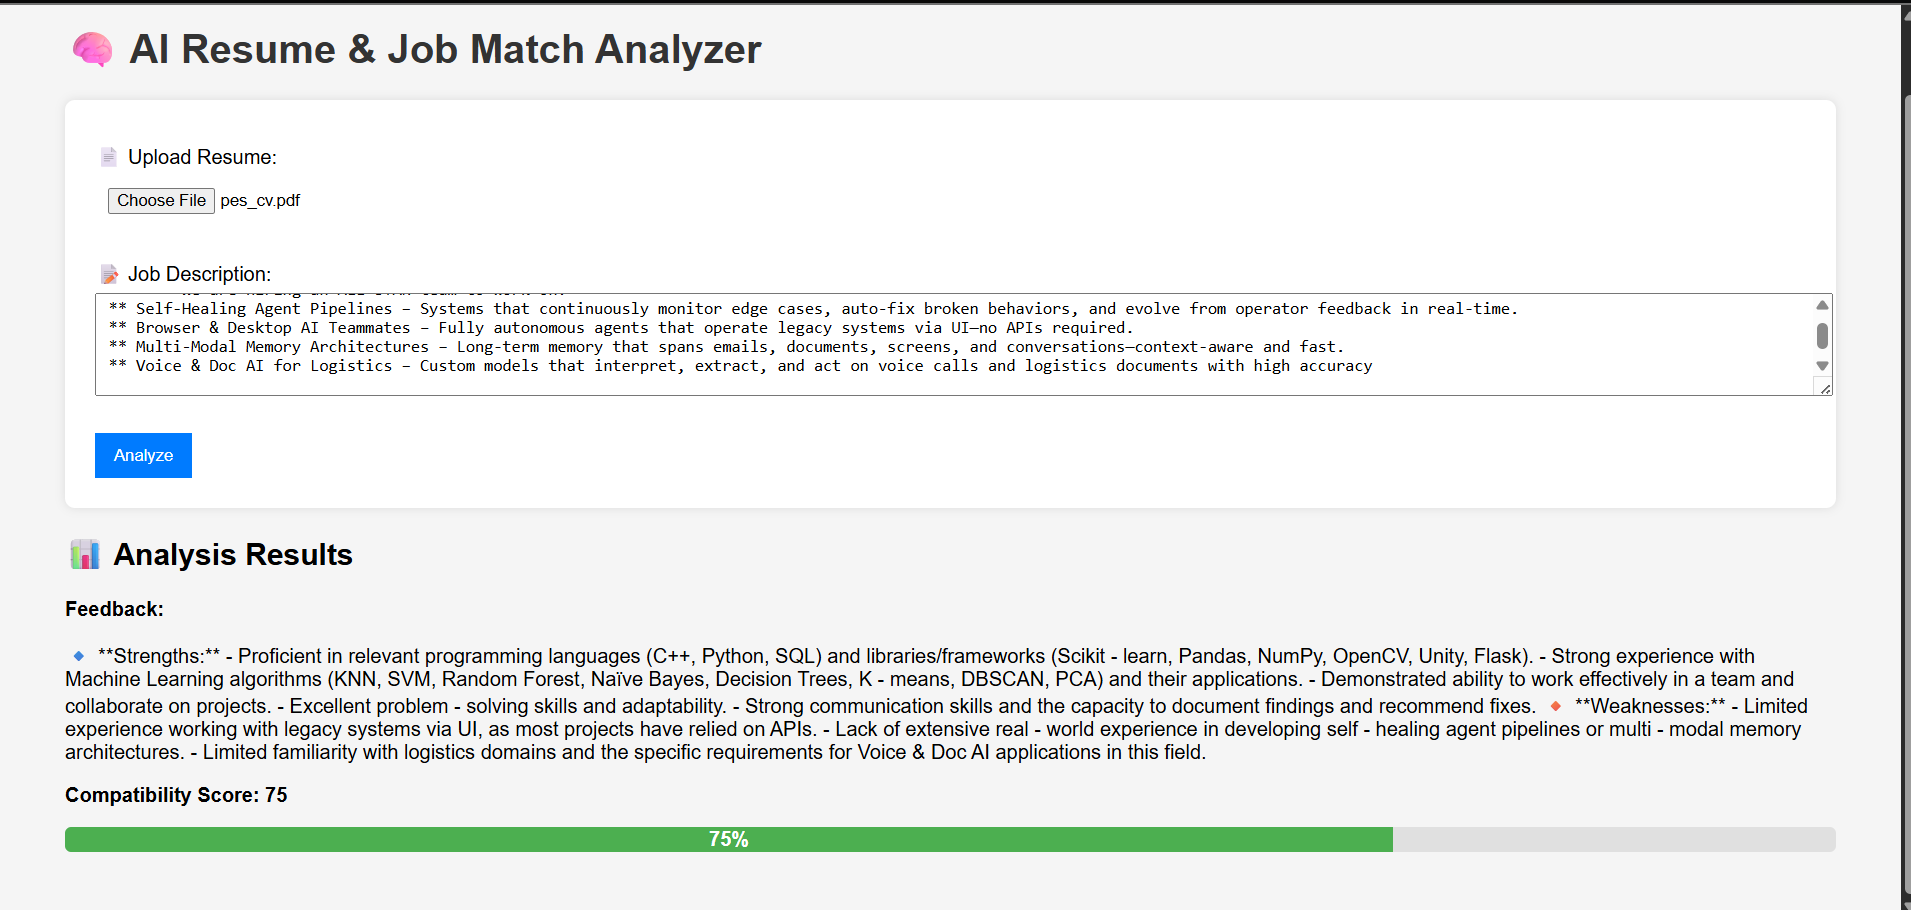 AI Resume & Job Match Analyzer
Upload Resume:
Choose File pes_cv.pdf
Job Description:
** Self-Healing Agent Pipelines – Systems that continuously monitor edge cases, auto-fix broken behaviors, and evolve from operator feedback in real-time.
** Browser & Desktop AI Teammates – Fully autonomous agents that operate legacy systems via UI—no APIs required.
** Multi-Modal Memory Architectures – Long-term memory that spans emails, documents, screens, and conversations—context-aware and fast.
** Voice & Doc AI for Logistics – Custom models that interpret, extract, and act on voice calls and logistics documents with high accuracy
Analyze
Analysis Results
Feedback:
**Strengths:** - Proficient in relevant programming languages (C++, Python, SQL) and libraries/frameworks (Scikit - learn, Pandas, NumPy, OpenCV, Unity, Flask). - Strong experience with
Machine Learning algorithms (KNN, SVM, Random Forest, Naïve Bayes, Decision Trees, K - means, DBSCAN, PCA) and their applications. - Demonstrated ability to work effectively in a team and
collaborate on projects. - Excellent problem - solving skills and adaptability. - Strong communication skills and the capacity to document findings and recommend fixes. **Weaknesses:** - Limited
experience working with legacy systems via UI, as most projects have relied on APIs. - Lack of extensive real - world experience in developing self - healing agent pipelines or multi - modal memory
architectures. - Limited familiarity with logistics domains and the specific requirements for Voice & Doc AI applications in this field.
Compatibility Score: 75
75%